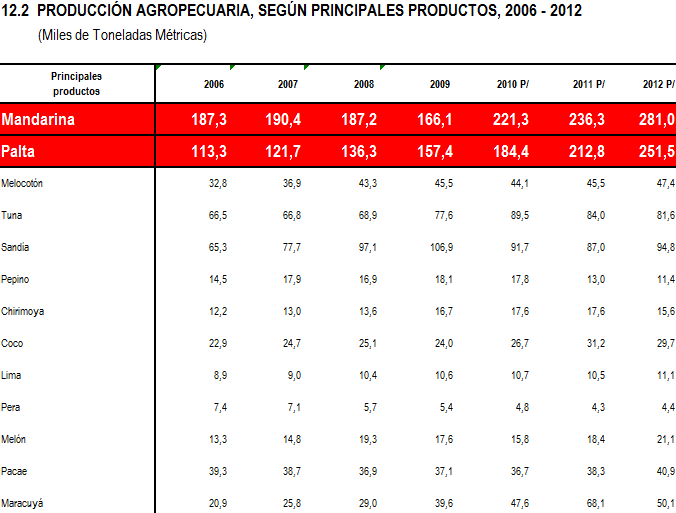 12.2 PRODUCCIÓN AGROPECUARIA, SEGÚN PRINCIPALES PRODUCTOS, 2006 - 2012
(Miles de Toneladas Métricas)
Principales productos 2006 2007 2008 2009 2010 P/ 2011 P/ 2012 P/
Mandarina 187,3 190,4 187,2 166,1 221,3 236,3 281,0
Palta 113,3 121,7 136,3 157,4 184,4 212,8 251,5
Melocotón 32,8 36,9 43,3 45,5 44,1 45,5 47,4
Tuna 66,5 66,8 68,9 77,6 89,5 84,0 81,6
Sandía 65,3 77,7 97,1 106,9 91,7 87,0 94,8
Pepino 14,5 17,9 16,9 18,1 17,8 13,0 11,4
Chirimoya 12,2 13,0 13,6 16,7 17,6 17,6 15,6
Coco 22,9 24,7 25,1 24,0 26,7 31,2 29,7
Lima 8,9 9,0 10,4 10,6 10,7 10,5 11,1
Pera 7,4 7,1 5,7 5,4 4,8 4,3 4,4
Melón 13,3 14,8 19,3 17,6 15,8 18,4 21,1
Pacae 39,3 38,7 36,9 37,1 36,7 38,3 40,9
Maracuyá 20,9 25,8 29,0 39,6 47,6 68,1 50,1